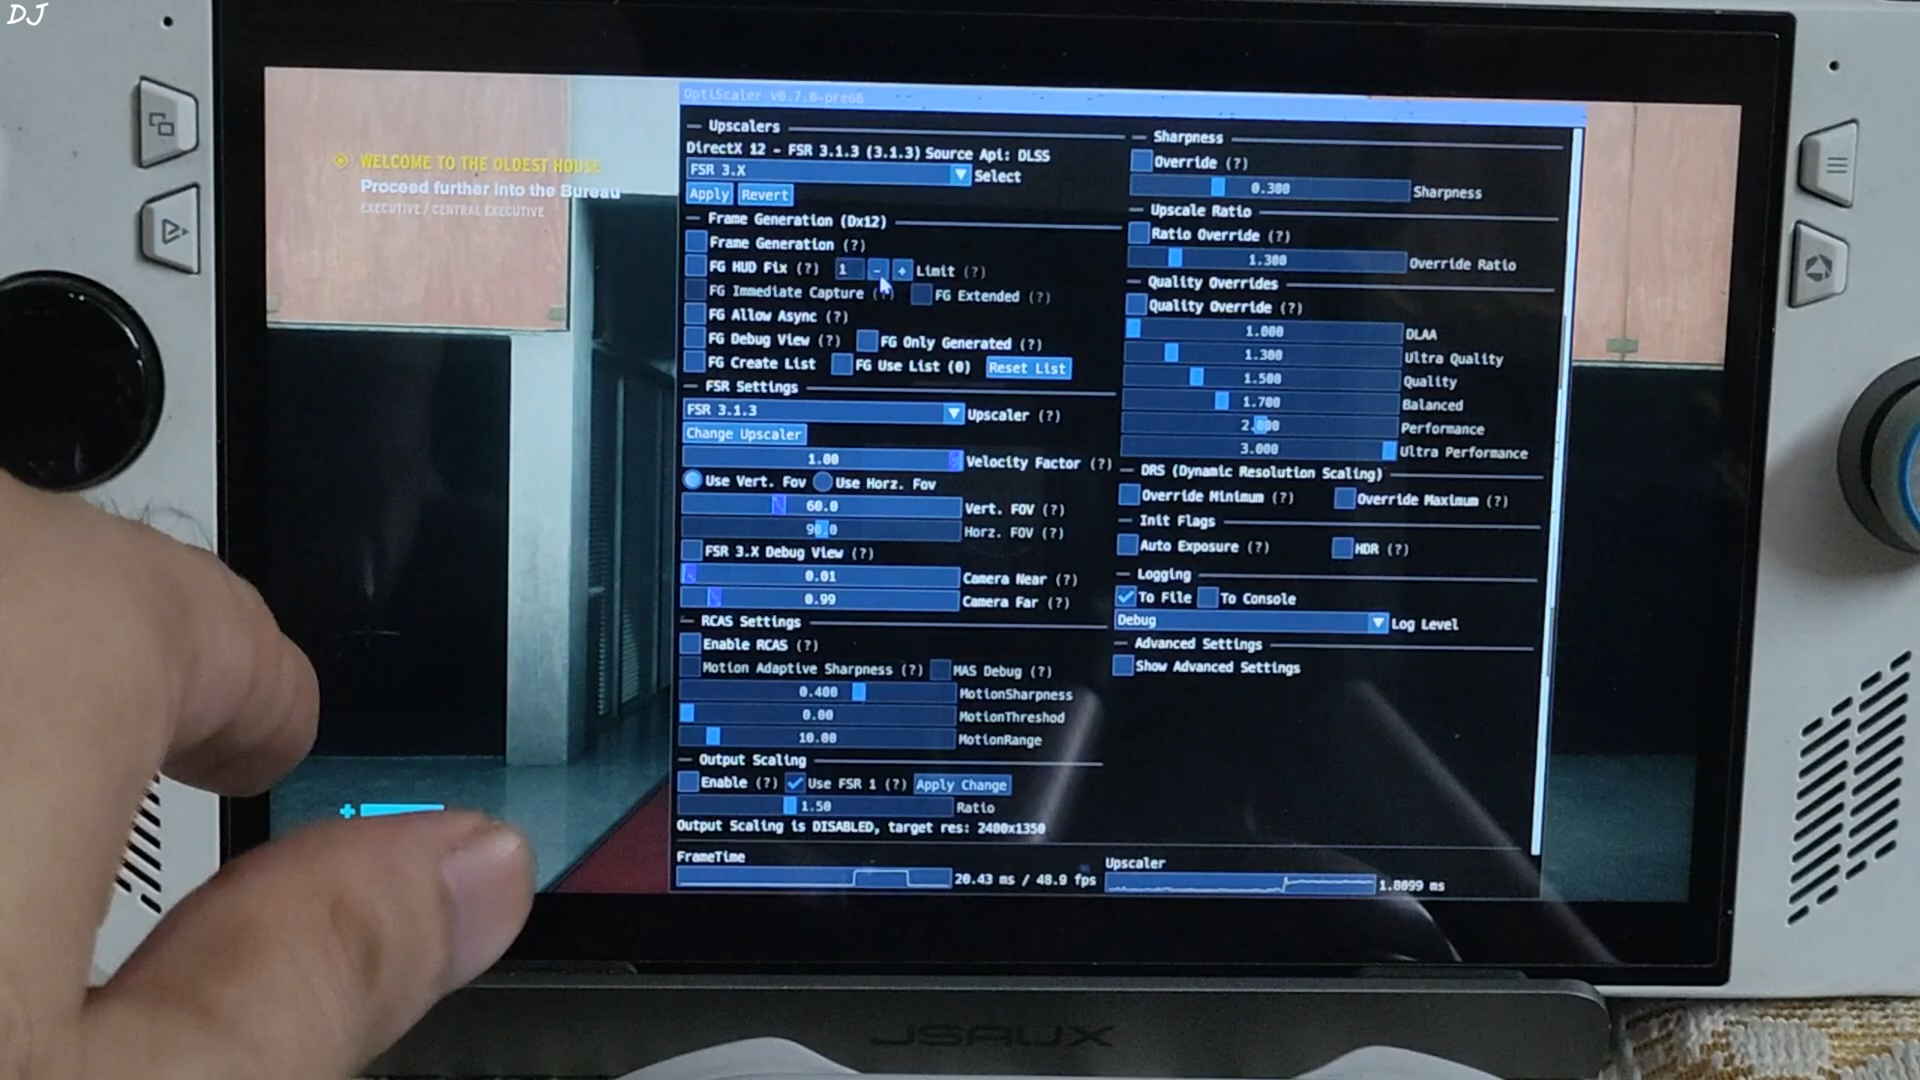 DJ
WELCOME TO THE OLDEST HOUSE
Proceed further into the Bureau
EXECUTIVE / CENTRAL EXECUTIVE
OptiScaler v0.7.0-pre66
Upscalers
DirectX 12 - FSR 3.1.3 (3.1.3) Source Api: DLSS
FSR 3.X Select
Apply Revert
Frame Generation (Dx12)
Frame Generation (?)
FG HUD Fix (?) 1 - + Limit (?)
FG Immediate Capture (?) FG Extended (?)
FG Allow Async (?)
FG Debug View (?) FG Only Generated (?)
FG Create List FG Use List (0) Reset List
FSR Settings
FSR 3.1.3 Upscaler (?)
Change Upscaler
1.00 Velocity Factor (?)
Use Vert. Fov Use Horz. Fov
60.0 Vert. FOV (?)
90.0 Horz. FOV (?)
FSR 3.X Debug View (?)
0.01 Camera Near (?)
0.99 Camera Far (?)
RCAS Settings
Enable RCAS (?)
Motion Adaptive Sharpness (?) MAS Debug (?)
0.400 MotionSharpness
0.00 MotionThreshod
10.00 MotionRange
Output Scaling
Enable (?) Use FSR 1 (?) Apply Change
1.50 Ratio
Output Scaling is DISABLED, target res: 2400x1350
FrameTime
20.43 ms / 48.9 fps
Sharpness
Override (?)
0.300 Sharpness
Upscale Ratio
Ratio Override (?)
1.300 Override Ratio
Quality Overrides
Quality Override (?)
1.000 DLAA
1.300 Ultra Quality
1.500 Quality
1.700 Balanced
2.000 Performance
3.000 Ultra Performance
DRS (Dynamic Resolution Scaling)
Override Minimum (?) Override Maximum (?)
Init Flags
Auto Exposure (?) HDR (?)
Logging
To File To Console
Debug Log Level
Advanced Settings
Show Advanced Settings
Upscaler
1.8099 ms
JSAUX